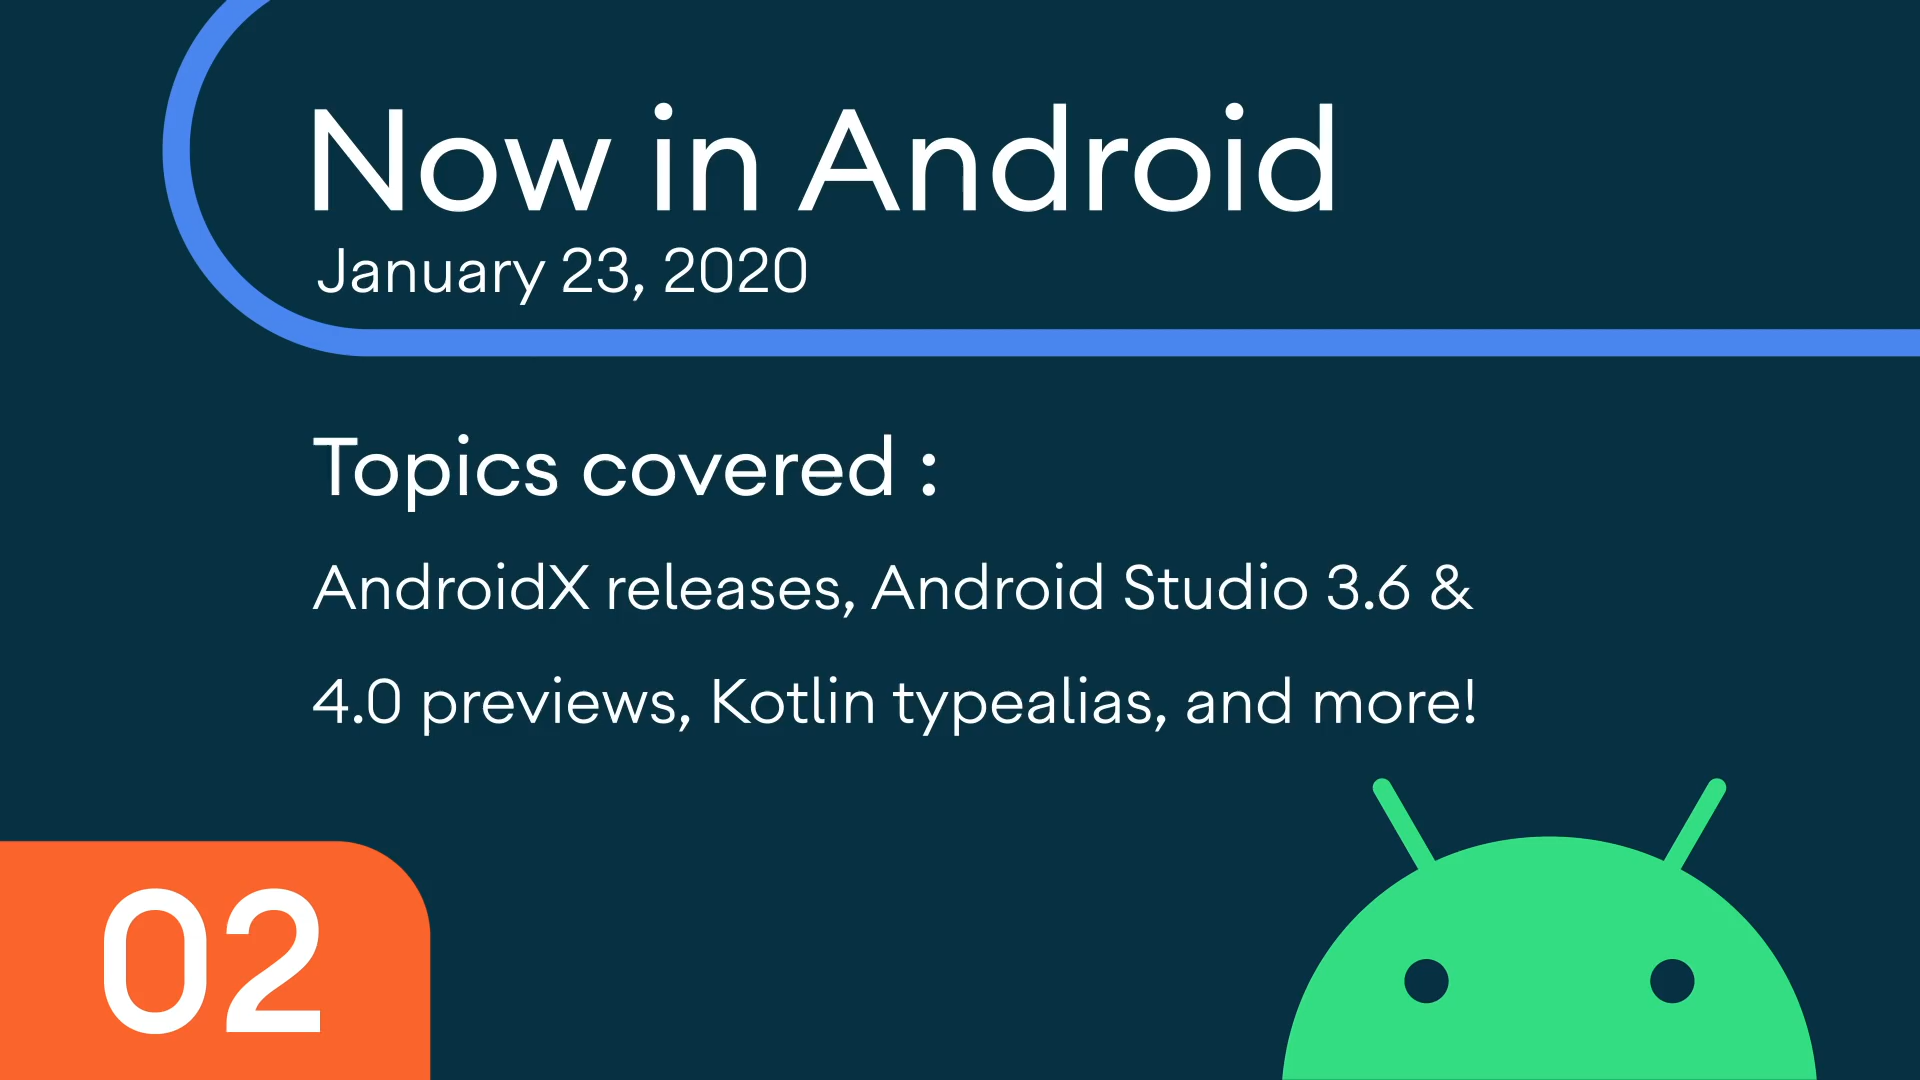 Now in Android
January 23, 2020
Topics covered :
AndroidX releases, Android Studio 3.6 &
4.0 previews, Kotlin typealias, and more!
02